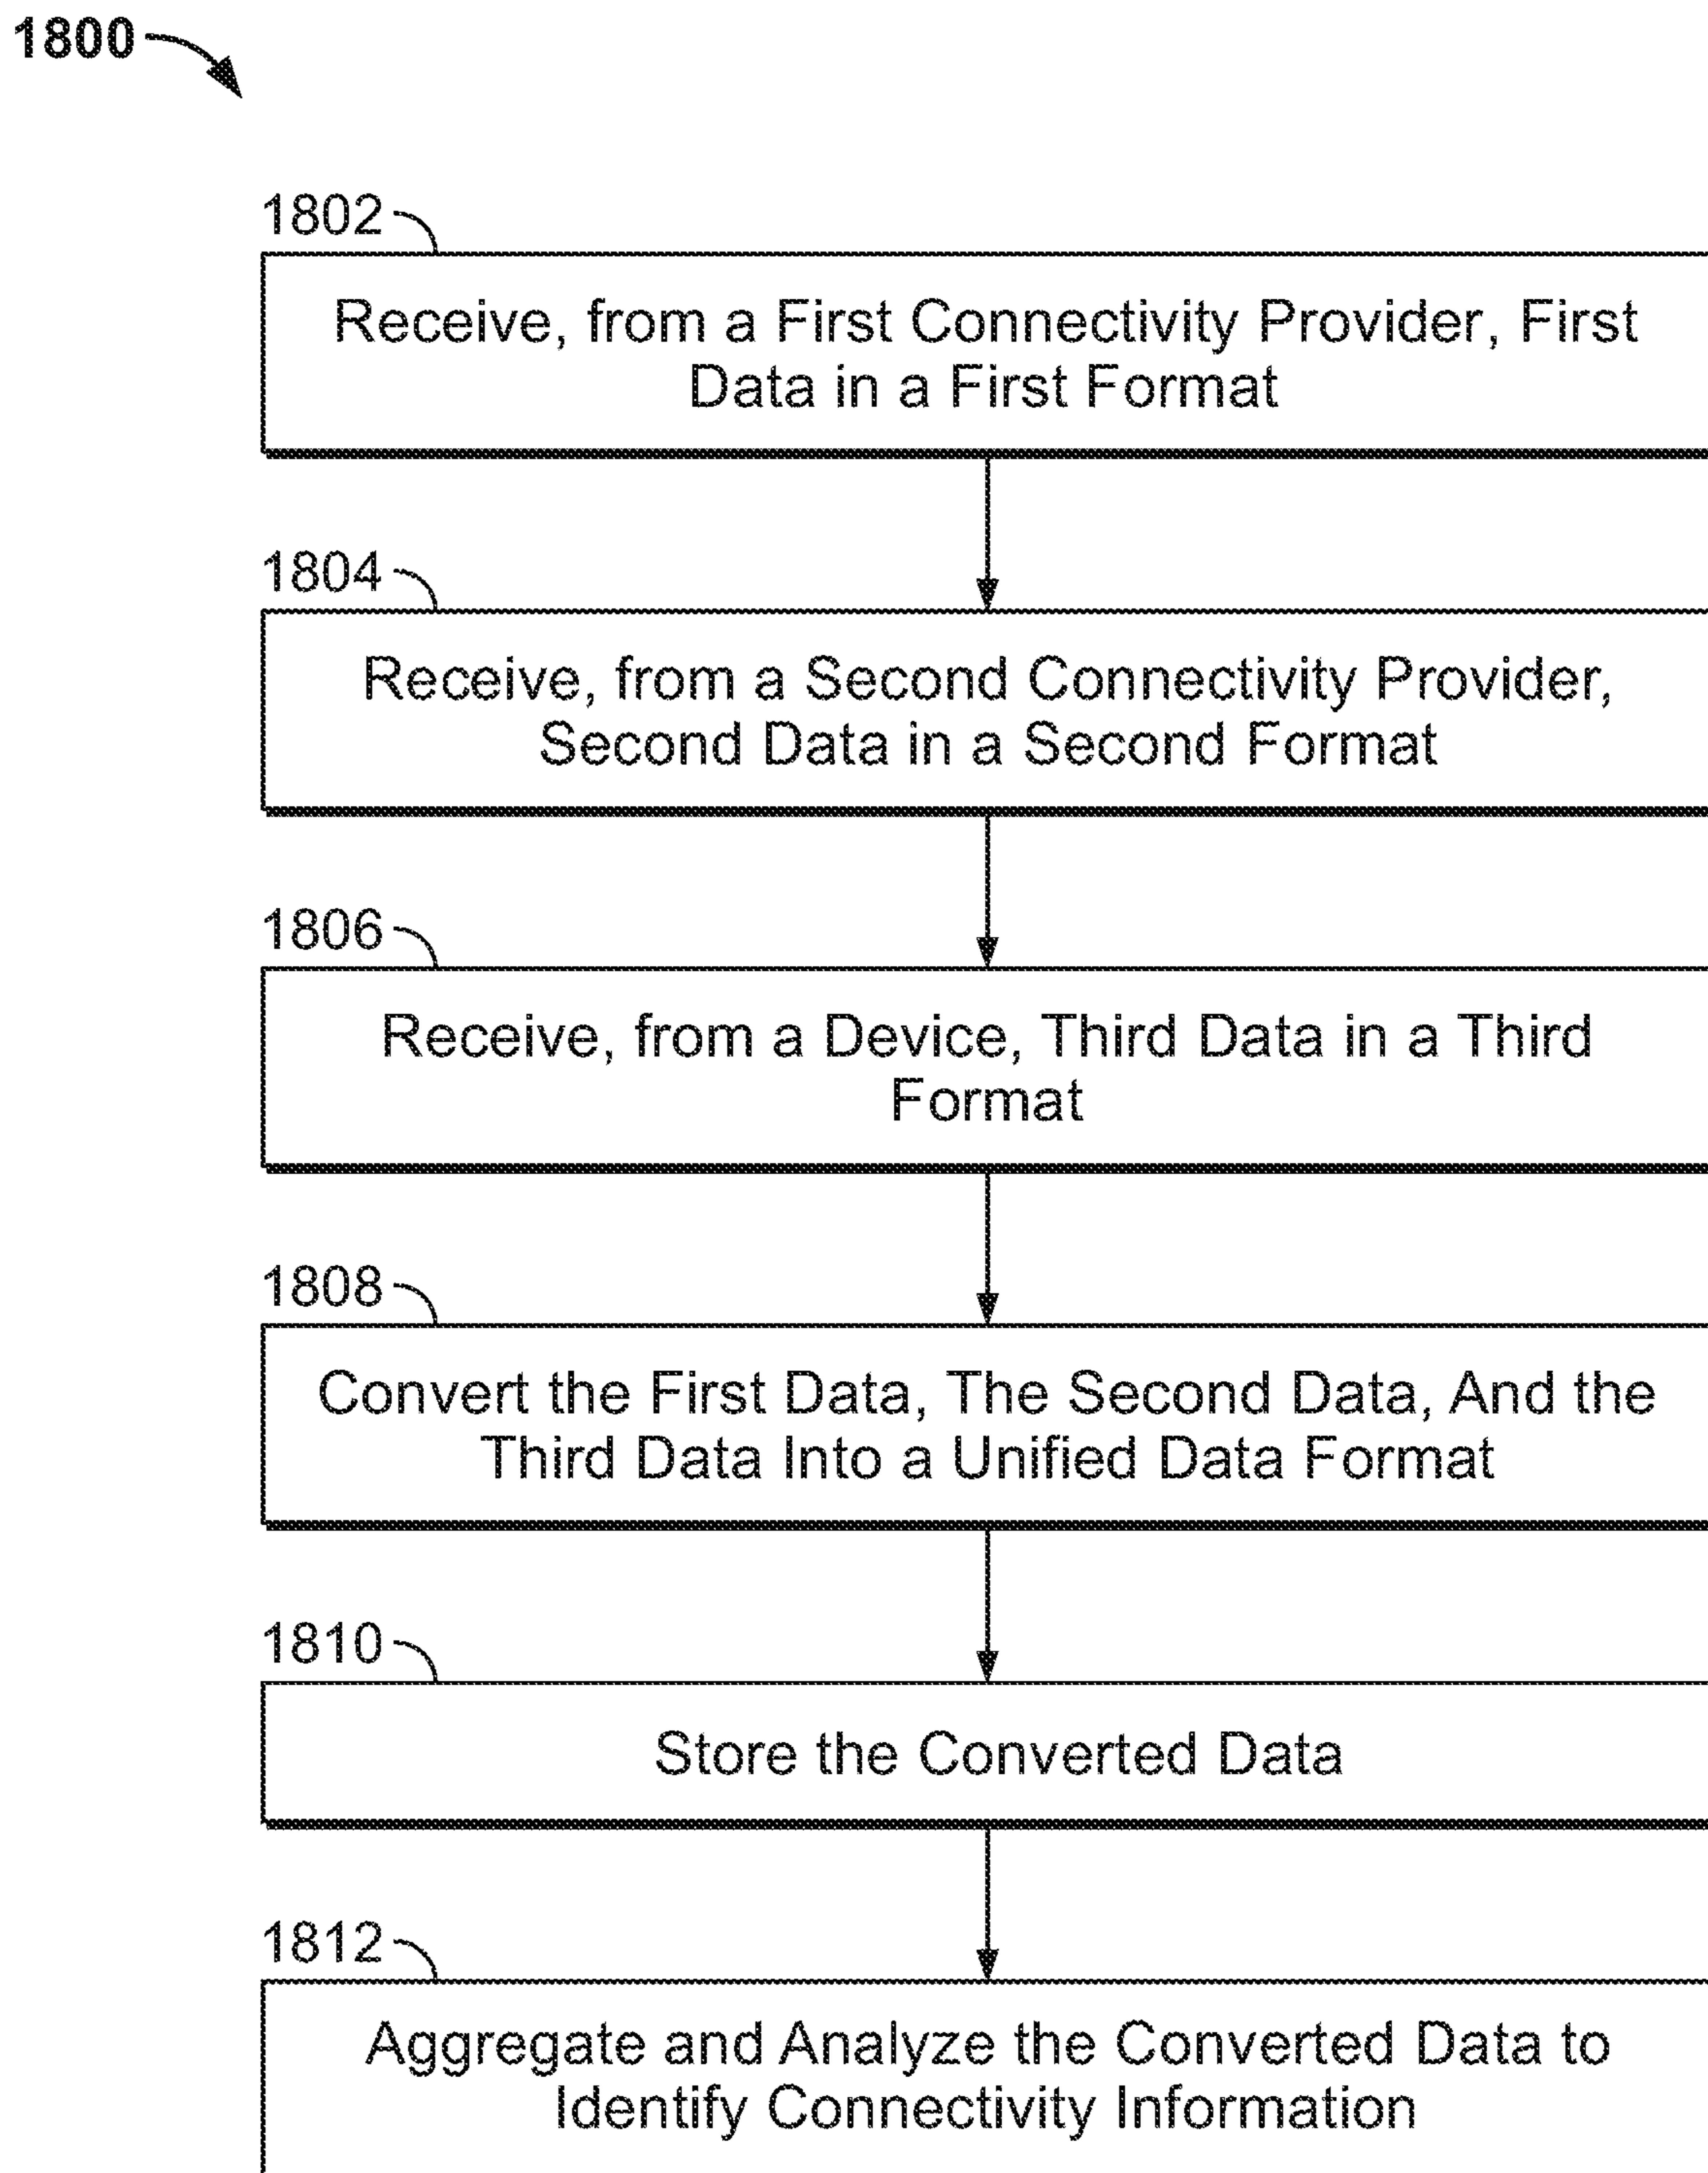 1800
1802
Receive, from a First Connectivity Provider, First
Data in a First Format
1804
Receive, from a Second Connectivity Provider,
Second Data in a Second Format
1806
Receive, from a Device, Third Data in a Third
Format
1808
Convert the First Data, The Second Data, And the
Third Data Into a Unified Data Format
1810
Store the Converted Data
1812
Aggregate and Analyze the Converted Data to
Identify Connectivity Information